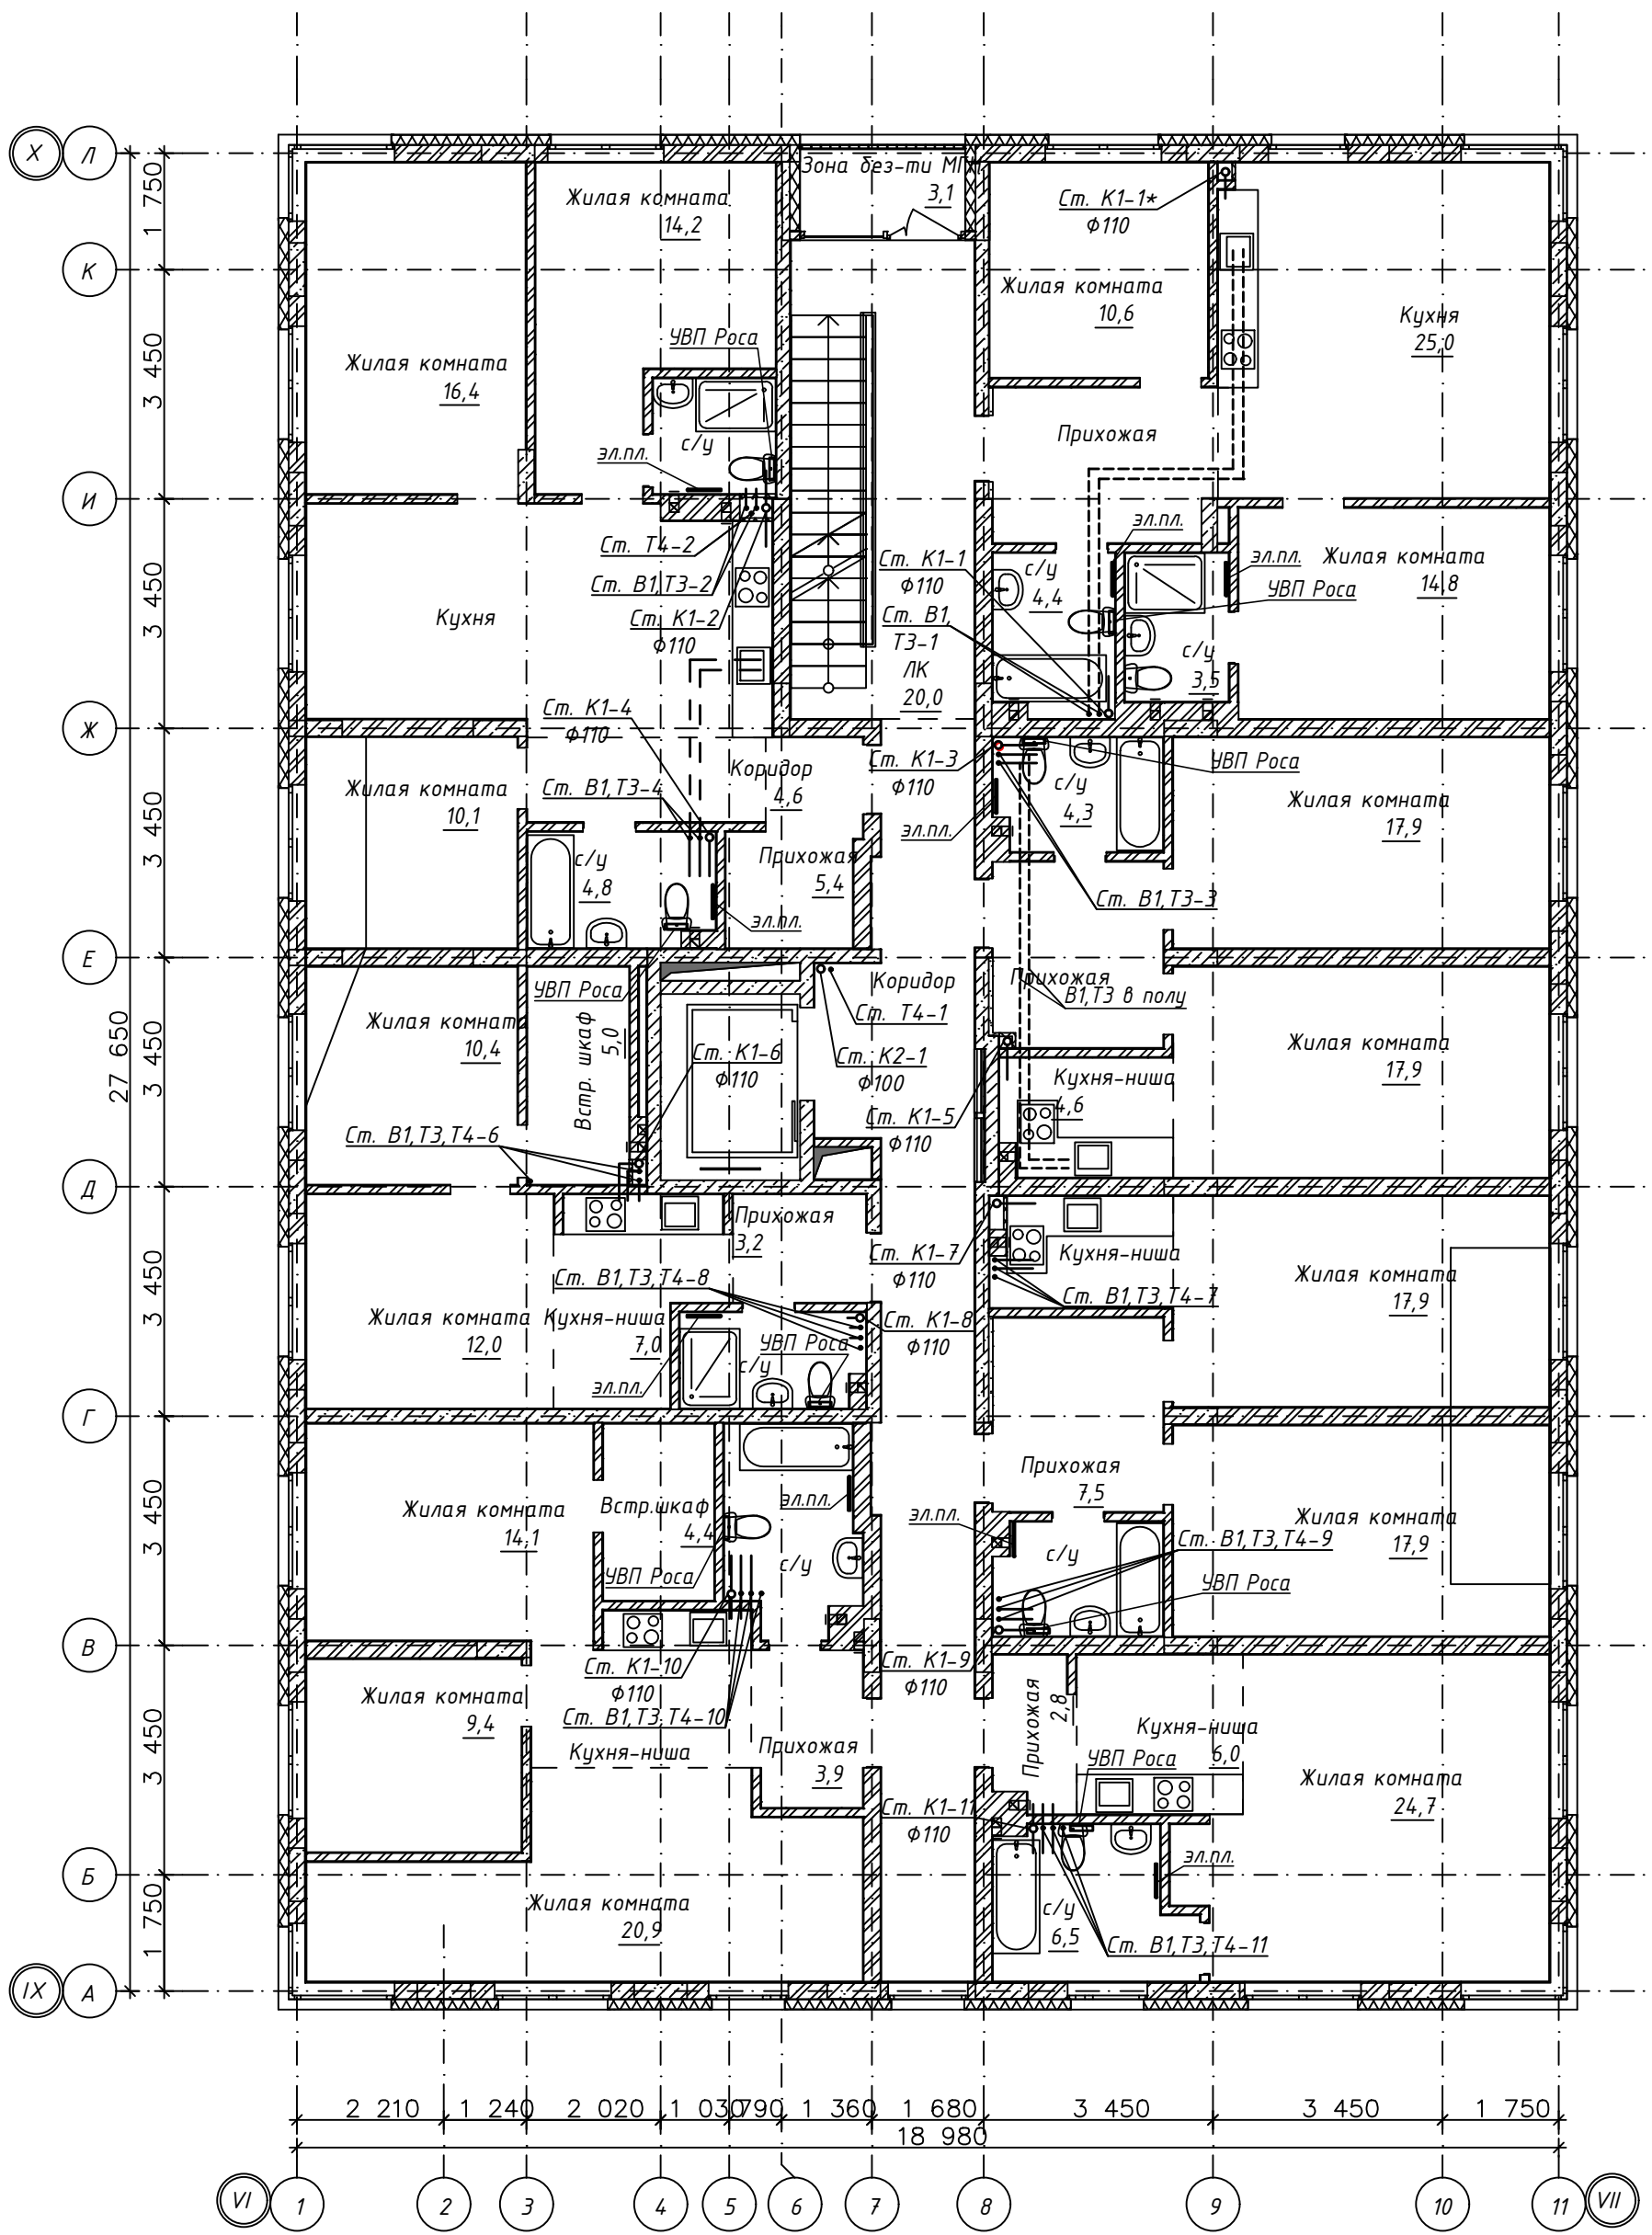 X
Л
К
И
Ж
Е
Д
Г
В
Б
IX
А
1 750
3 450
3 450
3 450
3 450
3 450
3 450
3 450
1 750
27 650
Зона без-ти МГН
3,1
Жилая комната
14,2
Ст. К1-1*
Ф110
Жилая комната
10,6
Кухня
25,0
УВП Роса
Жилая комната
16,4
с/у
эл.пл.
Прихожая
Ст. Т4-2
Ст. В1,Т3-2
Ст. К1-2
Ф110
Кухня
эл.пл.
Ст. К1-1
Ф110
с/у
4,4
эл.пл.
Жилая комната
14,8
УВП Роса
Ст. В1,
Т3-1
ЛК
20,0
с/у
3,5
Ст. К1-4
Ф110
Коридор
4,6
Ст. К1-3
Ф110
УВП Роса
с/у
4,3
Жилая комната
10,1
Ст. В1,Т3-4
эл.пл.
Жилая комната
17,9
с/у
4,8
Прихожая
5,4
эл.пл.
Ст. В1,Т3-3
Прихожая
В1,Т3 в полу
УВП Роса
Коридор
Ст. Т4-1
Жилая комната
10,4
Встр. шкаф
5,0
Ст. К1-6
Ф110
Ст. К2-1
Ф100
Жилая комната
17,9
Кухня-ниша
4,6
Ст. В1,Т3,Т4-6
Ст. К1-5
Ф110
Прихожая
3,2
Ст. К1-7
Ф110
Кухня-ниша
Ст. В1,Т3,Т4-7
Жилая комната
17,9
Ст. В1,Т3,Т4-8
Жилая комната
12,0
Кухня-ниша
7,0
УВП Роса
с/у
эл.пл.
Ст. К1-8
Ф110
Прихожая
7,5
Жилая комната
14,1
Встр.шкаф
4,4
эл.пл.
эл.пл.
с/у
УВП Роса
с/у
Ст. В1,Т3,Т4-9
УВП Роса
Жилая комната
17,9
Ст. К1-10
Ф110
Ст. В1,Т3,Т4-10
Ст. К1-9
Ф110
Жилая комната
9,4
Кухня-ниша
Прихожая
3,9
Прихожая
2,8
Кухня-ниша
6,0
УВП Роса
Жилая комната
24,7
Ст. К1-11
Ф110
эл.пл.
Жилая комната
20,9
с/у
6,5
Ст. В1,Т3,Т4-11
2 210
1 240
2 020
1 030
790
1 360
1 680
3 450
3 450
1 750
18 980
VI
1
2
3
4
5
6
7
8
9
10
11
VII